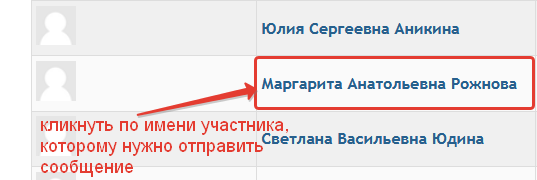 Юлия Сергеевна Аникина
Маргарита Анатольевна Рожнова
кликнуть по имени участника,
которому нужно отправить
сообщение
Светлана Васильевна Юдина